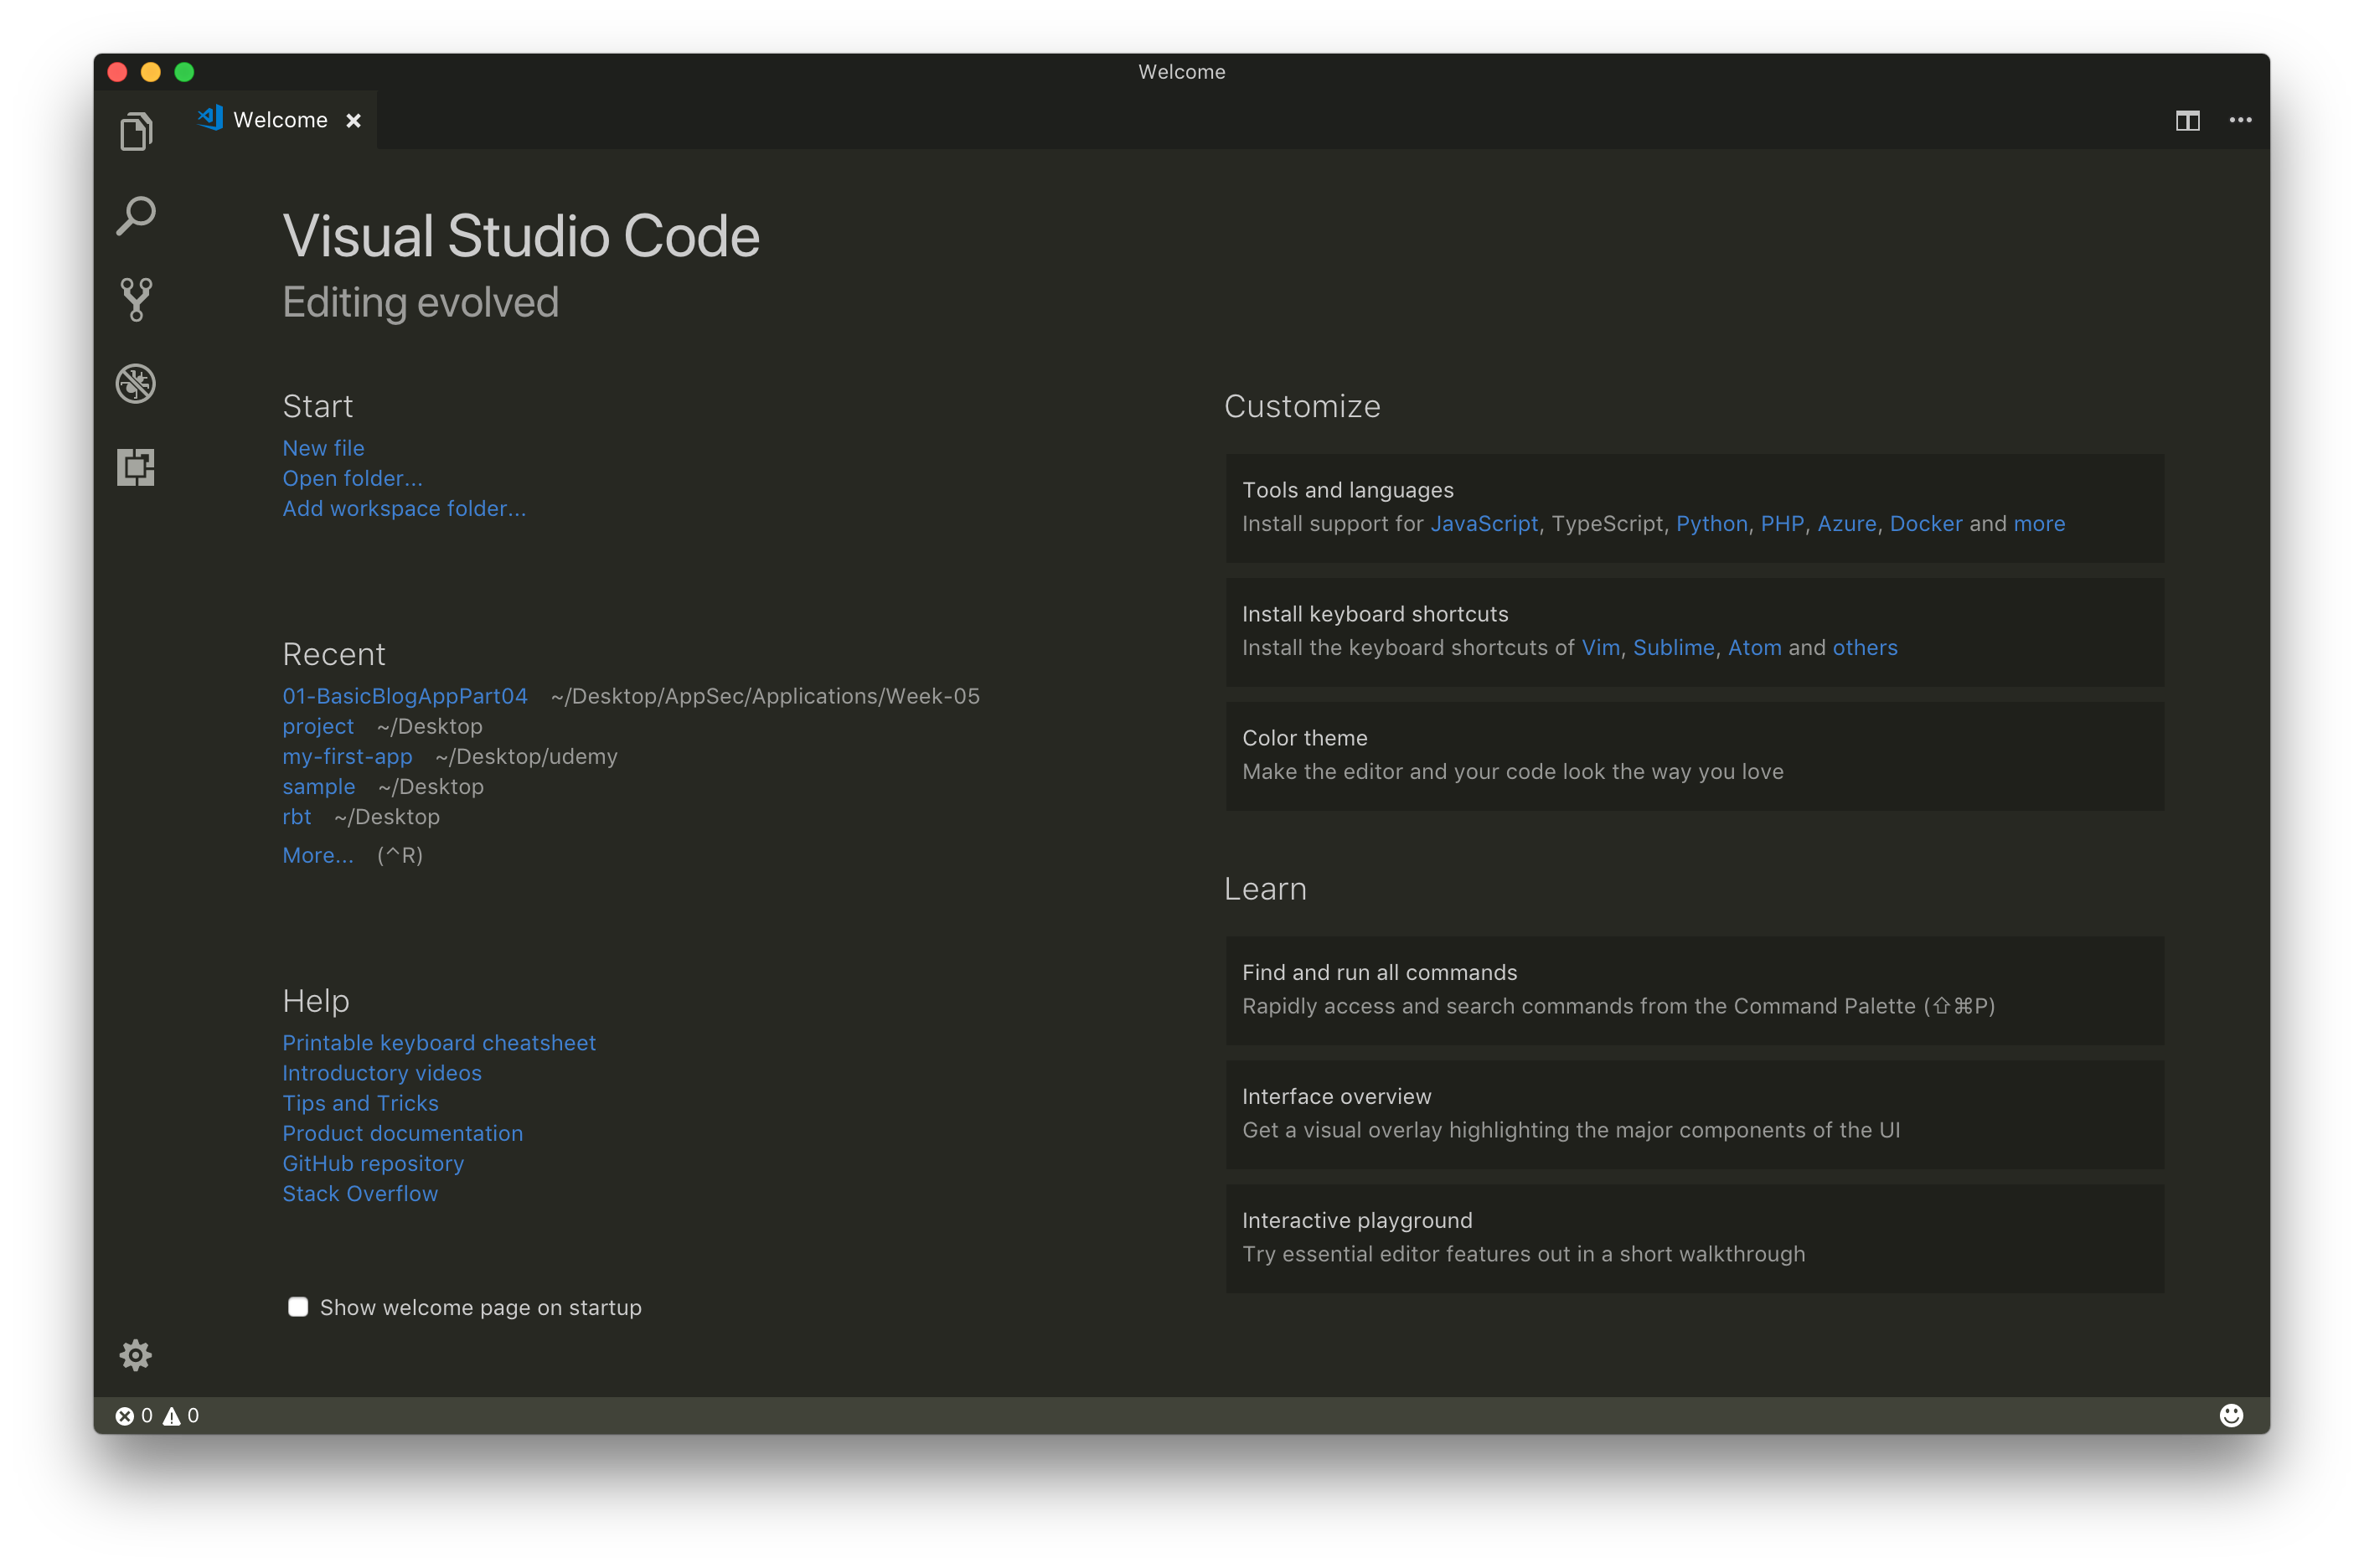 Welcome
Welcome
Visual Studio Code
Editing evolved
Start
New file
Open folder...
Add workspace folder...
Recent
01-BasicBlogAppPart04 ~/Desktop/AppSec/Applications/Week-05
project ~/Desktop
my-first-app ~/Desktop/udemy
sample ~/Desktop
rbt ~/Desktop
More... (^R)
Help
Printable keyboard cheatsheet
Introductory videos
Tips and Tricks
Product documentation
GitHub repository
Stack Overflow
Show welcome page on startup
Customize
Tools and languages
Install support for JavaScript, TypeScript, Python, PHP, Azure, Docker and more
Install keyboard shortcuts
Install the keyboard shortcuts of Vim, Sublime, Atom and others
Color theme
Make the editor and your code look the way you love
Learn
Find and run all commands
Rapidly access and search commands from the Command Palette (⇧⌘P)
Interface overview
Get a visual overlay highlighting the major components of the UI
Interactive playground
Try essential editor features out in a short walkthrough
0 0